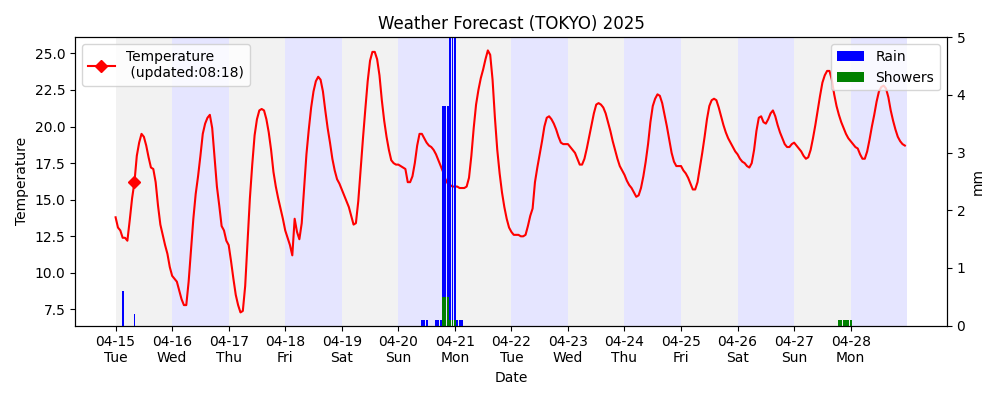 Weather Forecast (TOKYO) 2025
Temperature
(updated:08:18)
Rain
Showers
Temperature
25.0
22.5
20.0
17.5
15.0
12.5
10.0
7.5
5
4
3
2
1
0
mm
04-15 04-16 04-17 04-18 04-19 04-20 04-21 04-22 04-23 04-24 04-25 04-26 04-27 04-28
Tue Wed Thu Fri Sat Sun Mon Tue Wed Thu Fri Sat Sun Mon
Date